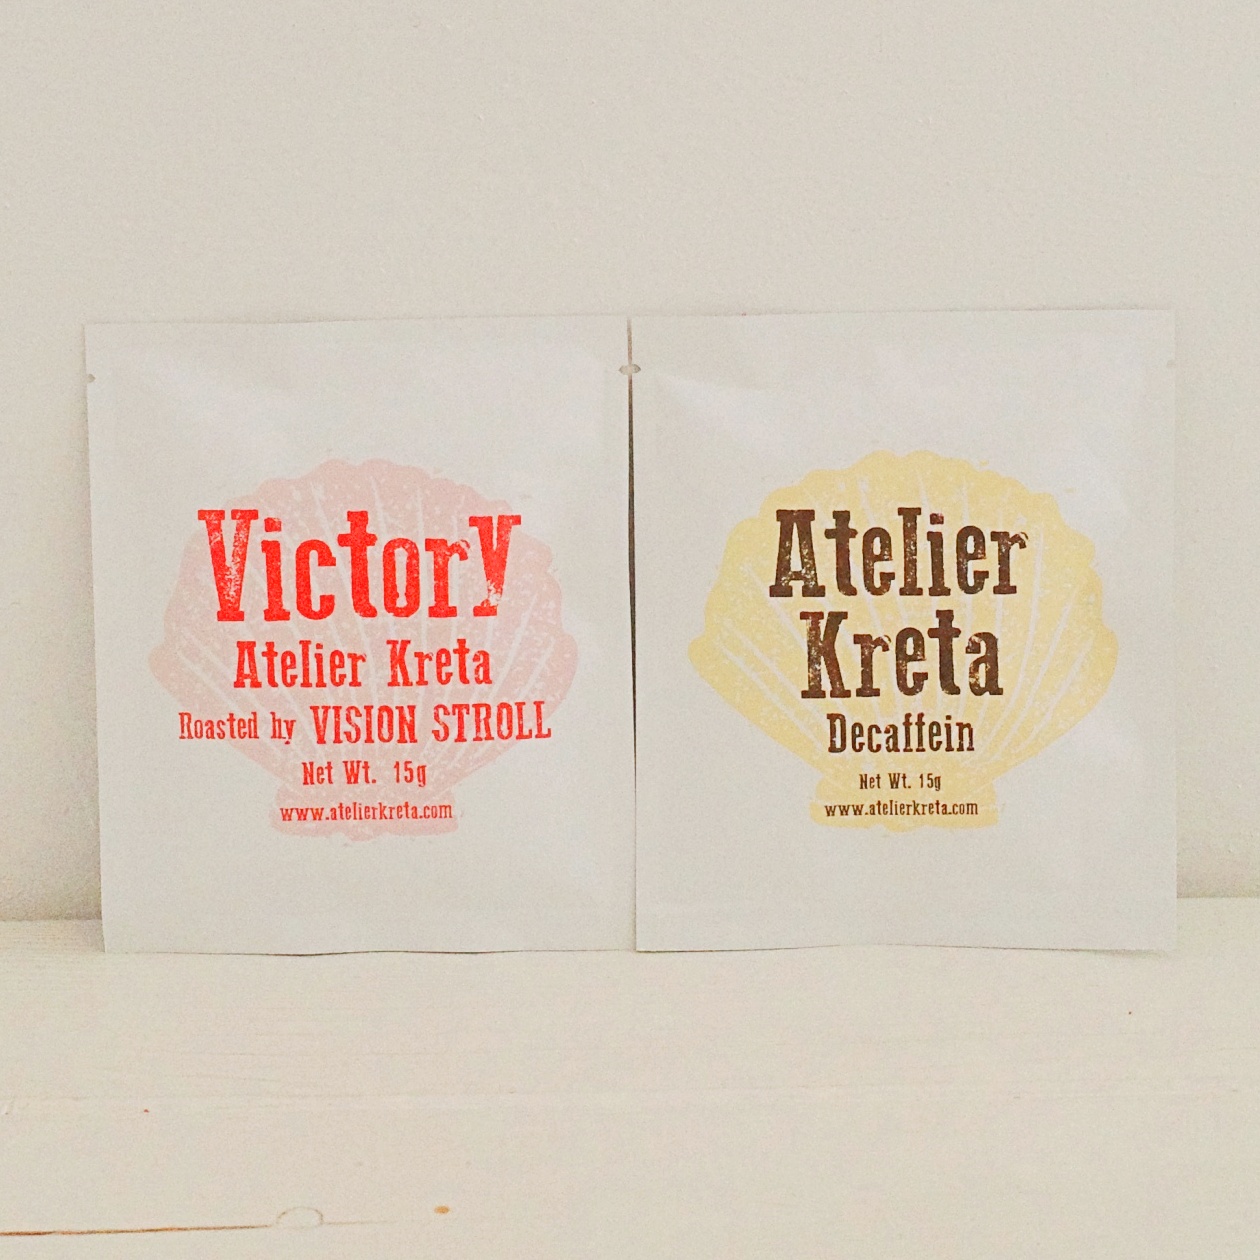 Victory
Atelier Kreta
Roasted by VISION STROLL
Net Wt. 15g
www.atelierkreta.com
Atelier
Kreta
Decaffein
Net Wt. 15g
www.atelierkreta.com